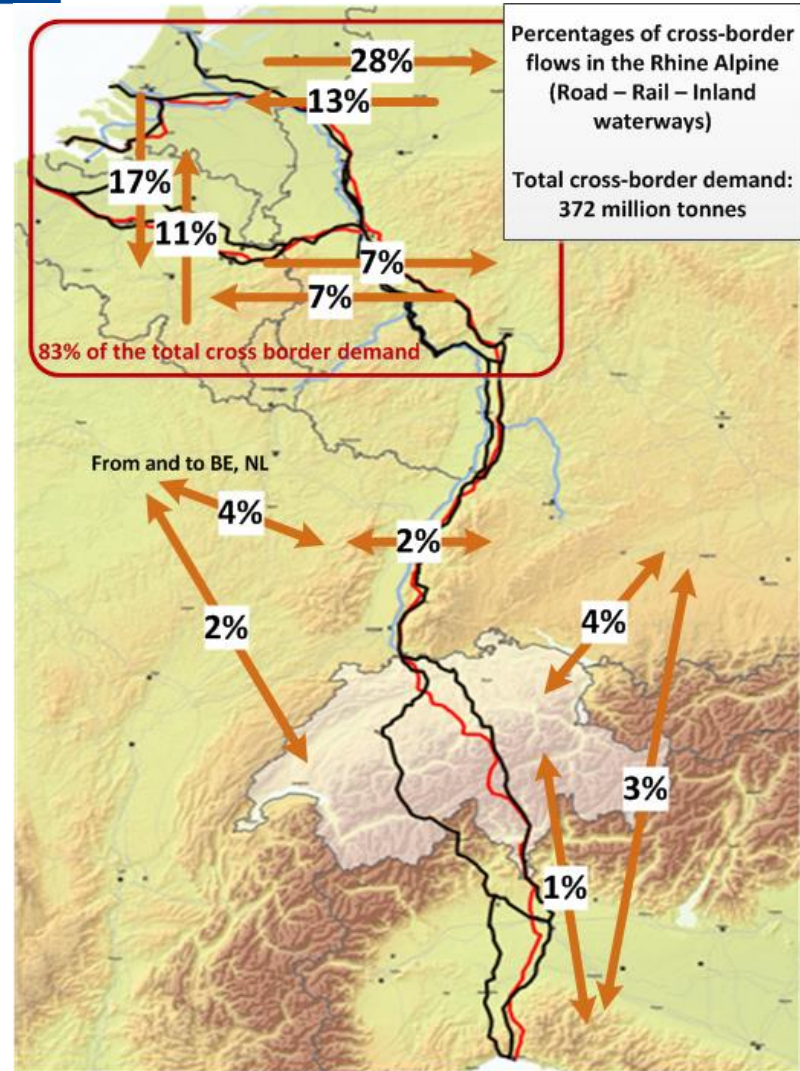 Percentages of cross-border
flows in the Rhine Alpine
(Road – Rail – Inland
waterways)
Total cross-border demand:
372 million tonnes
28%
13%
17%
11%
7%
7%
83% of the total cross border demand
From and to BE, NL
4%
2%
2%
4%
3%
1%